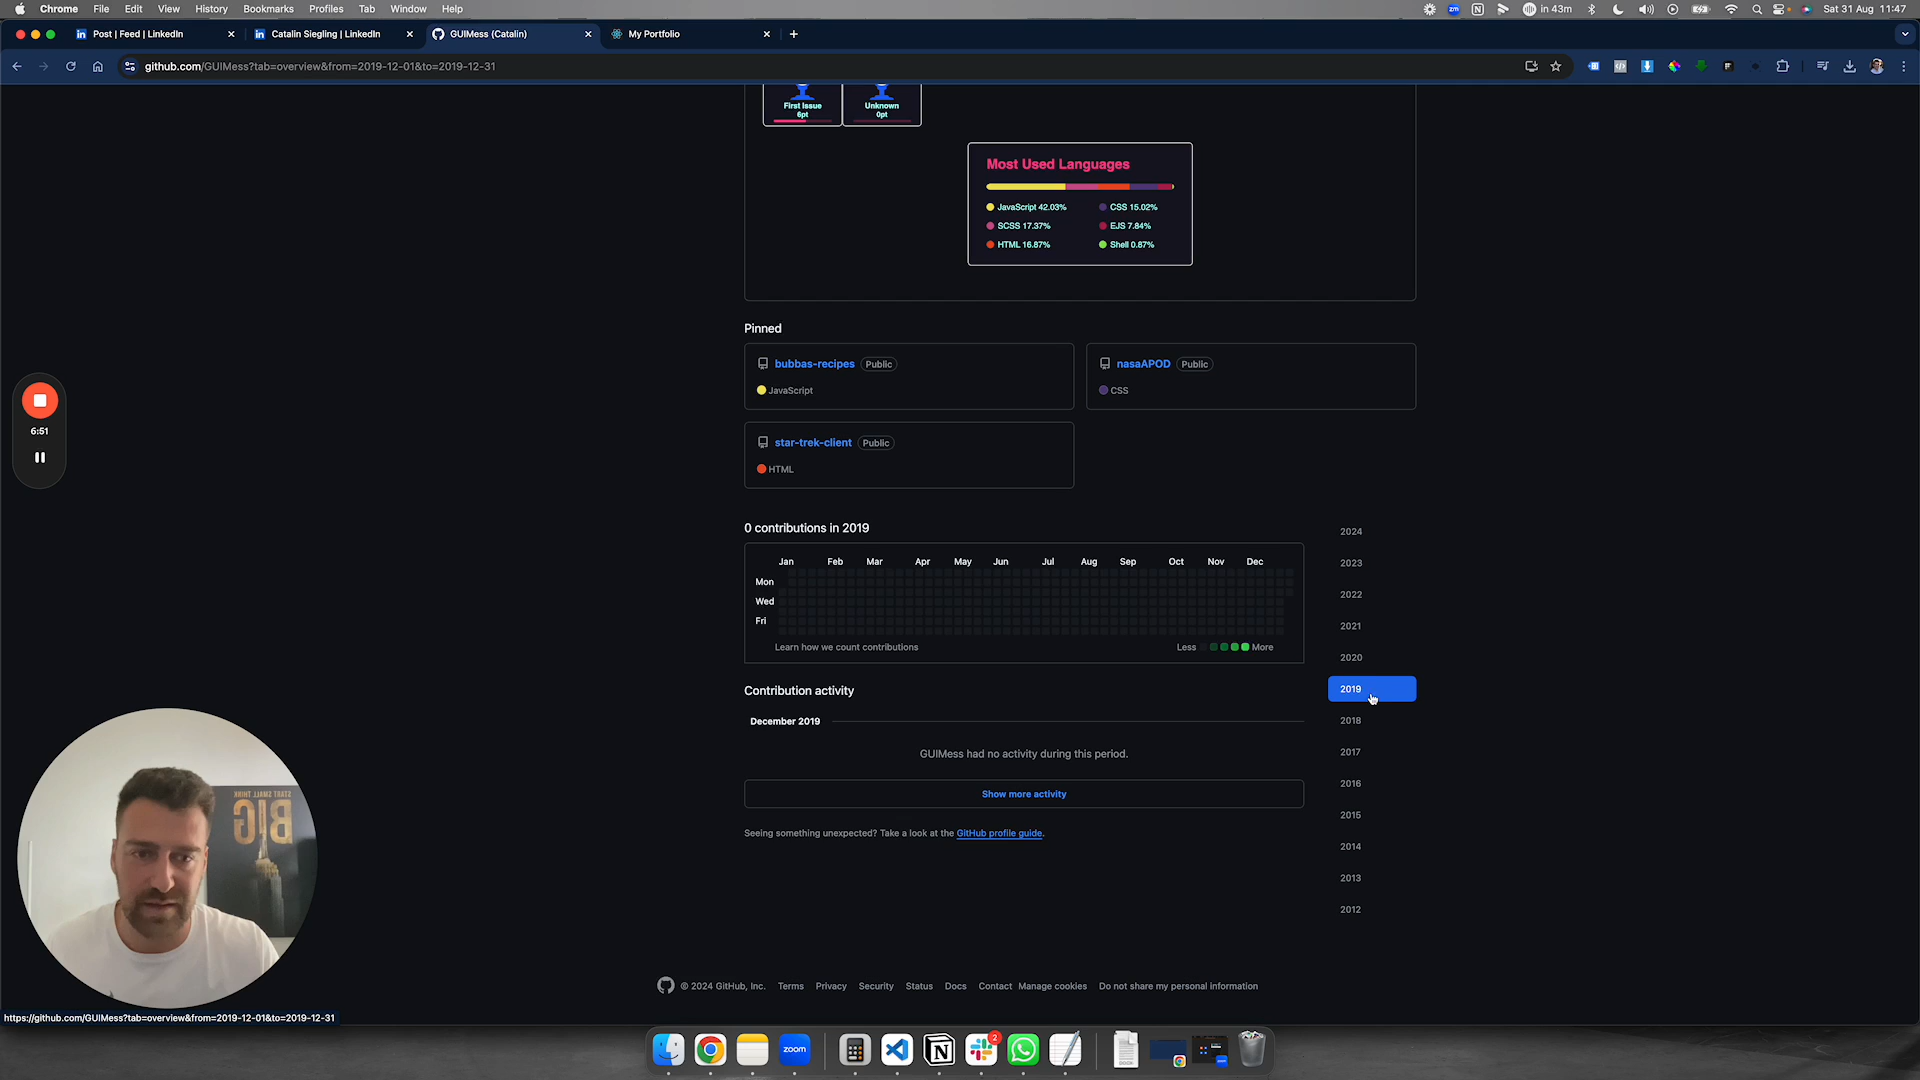 Chrome File Edit View History Bookmarks Profiles Tab Window Help
zm
in 43m
Sat 31 Aug 11:47
Post | Feed | LinkedIn
Catalin Siegling | LinkedIn
GUIMess (Catalin)
My Portfolio
github.com/GUIMess?tab=overview&from=2019-12-01&to=2019-12-31
First Issue
6pt
Unknown
0pt
Most Used Languages
JavaScript 42.03%
CSS 15.02%
SCSS 17.37%
EJS 7.84%
HTML 16.87%
Shell 0.87%
Pinned
bubbas-recipes Public
JavaScript
nasaAPOD Public
CSS
star-trek-client Public
HTML
6:51
0 contributions in 2019
Jan Feb Mar Apr May Jun Jul Aug Sep Oct Nov Dec
Mon
Wed
Fri
Learn how we count contributions
Less More
2024
2023
2022
2021
2020
2019
2018
2017
2016
2015
2014
2013
2012
Contribution activity
December 2019
GUIMess had no activity during this period.
Show more activity
Seeing something unexpected? Take a look at the GitHub profile guide.
START SMALL THINK
BIG
© 2024 GitHub, Inc. Terms Privacy Security Status Docs Contact Manage cookies Do not share my personal information
https://github.com/GUIMess?tab=overview&from=2019-12-01&to=2019-12-31
zoom
2